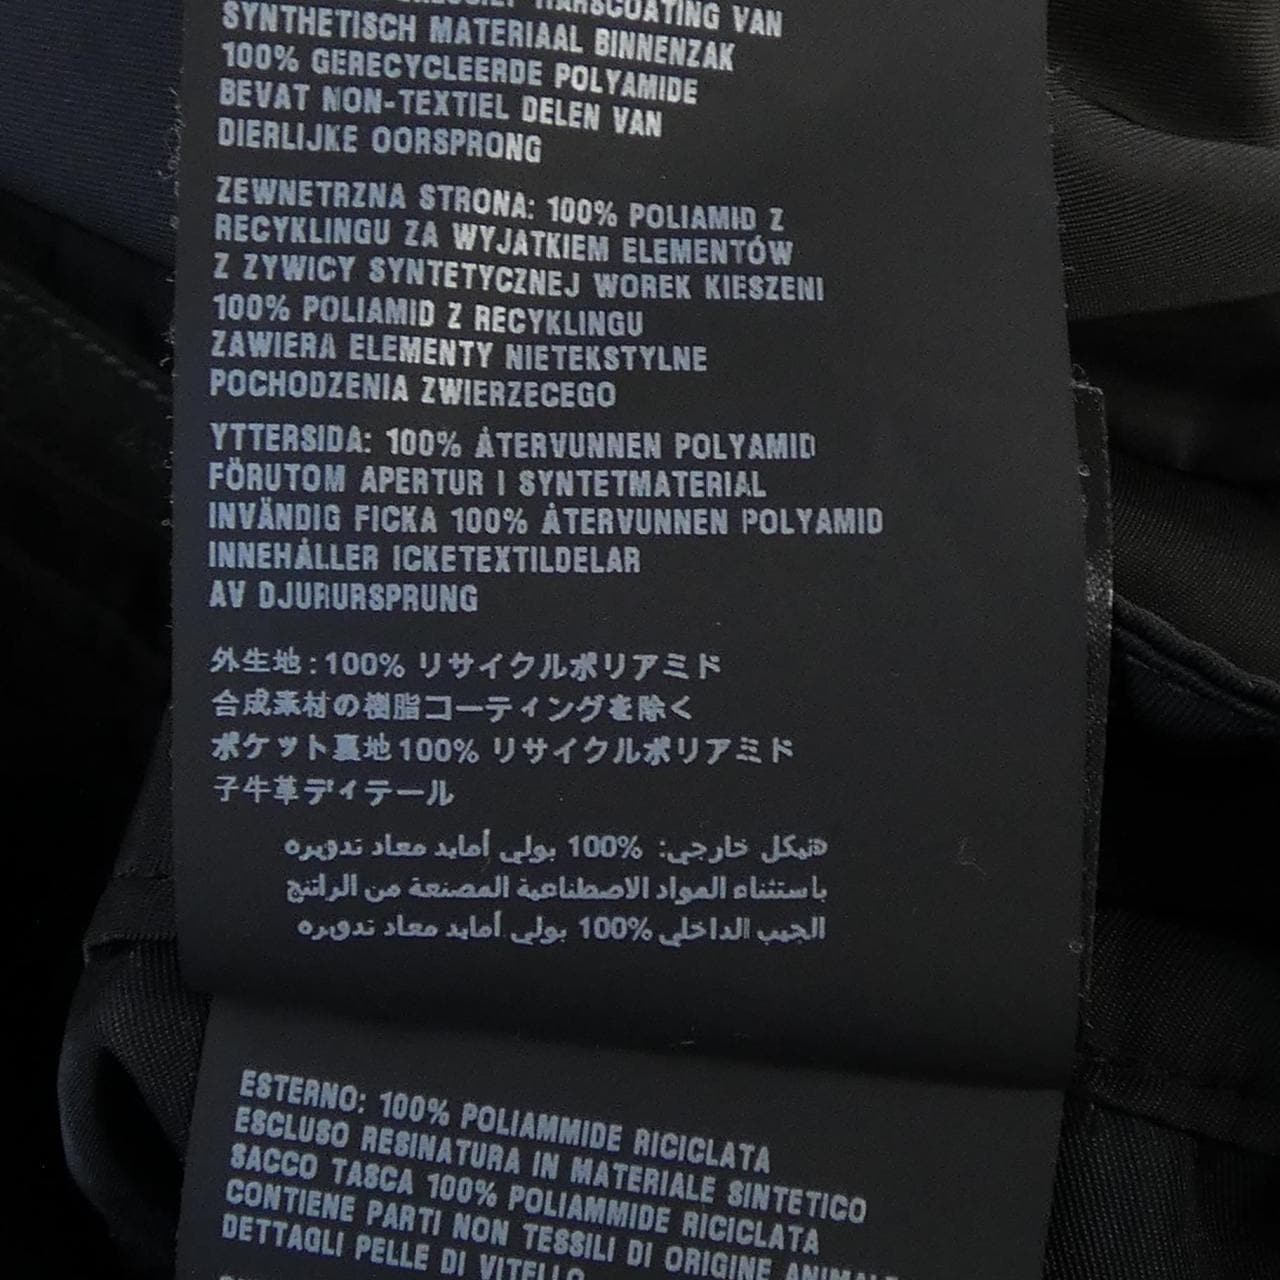 HARSCOATING VAN
SYNTHETISCH MATERIAAL BINNENZAK
100% GERECYCLEERDE POLYAMIDE
BEVAT NON-TEXTIEL DELEN VAN
DIERLIJKE OORSPRONG
ZEWNETRZNA STRONA: 100% POLIAMID Z
RECYKLINGU ZA WYJATKIEM ELEMENTÓW
Z ZYWICY SYNTETYCZNEJ WOREK KIESZENI
100% POLIAMID Z RECYKLINGU
ZAWIERA ELEMENTY NIETEKSTYLNE
POCHODZENIA ZWIERZECEGO
YTTERSIDA: 100% ÅTERVUNNEN POLYAMID
FÖRUTOM APERTUR I SYNTETMATERIAL
INVÄNDIG FICKA 100% ÅTERVUNNEN POLYAMID
INNEHÅLLER ICKETEXTILDELAR
AV DJURURSPRUNG
外生地:100% リサイクルポリアミド
合成素材の樹脂コーティングを除く
ポケット裏地100% リサイクルポリアミド
子牛革ディテール
هيكل خارجي: 100% بولي أمايد معاد تدويره
باستثناء المواد الاصطناعية المصنعة من الراتنج
الجيب الداخلي 100% بولي أمايد معاد تدويره
ESTERNO: 100% POLIAMMIDE RICICLATA
ESCLUSO RESINATURA IN MATERIALE SINTETICO
SACCO TASCA 100% POLIAMMIDE RICICLATA
CONTIENE PARTI NON TESSILI DI ORIGINE ANIMALE
DETTAGLI PELLE DI VITELLO